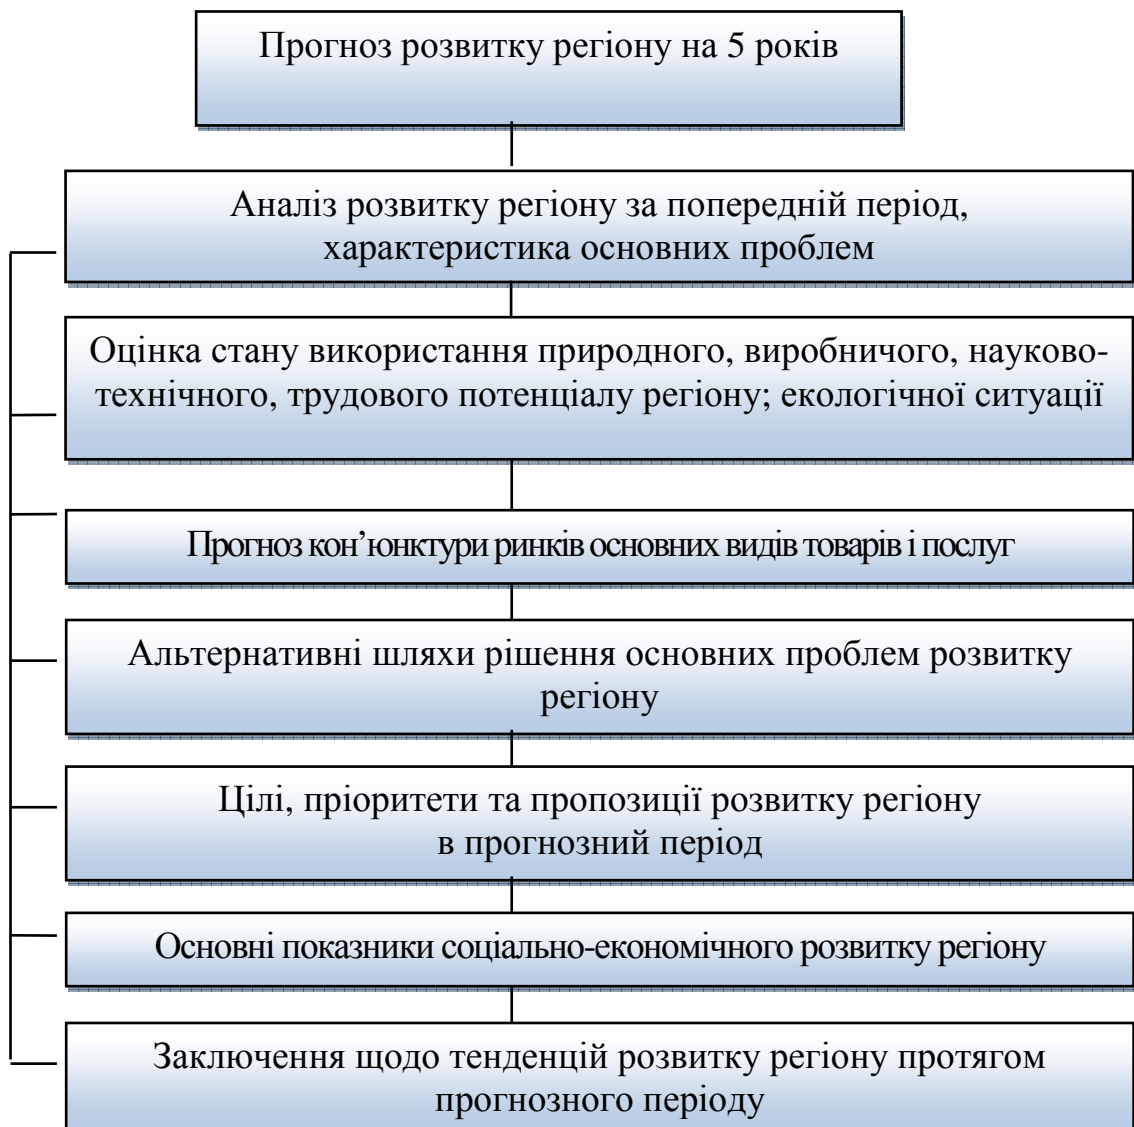 Прогноз розвитку регіону на 5 років
Аналіз розвитку регіону за попередній період,
характеристика основних проблем
Оцінка стану використання природного, виробничого, науково-
технічного, трудового потенціалу регіону; екологічної ситуації
Прогноз кон’юнктури ринків основних видів товарів і послуг
Альтернативні шляхи рішення основних проблем розвитку
регіону
Цілі, пріоритети та пропозиції розвитку регіону
в прогнозний період
Основні показники соціально-економічного розвитку регіону
Заключення щодо тенденцій розвитку регіону протягом
прогнозного періоду